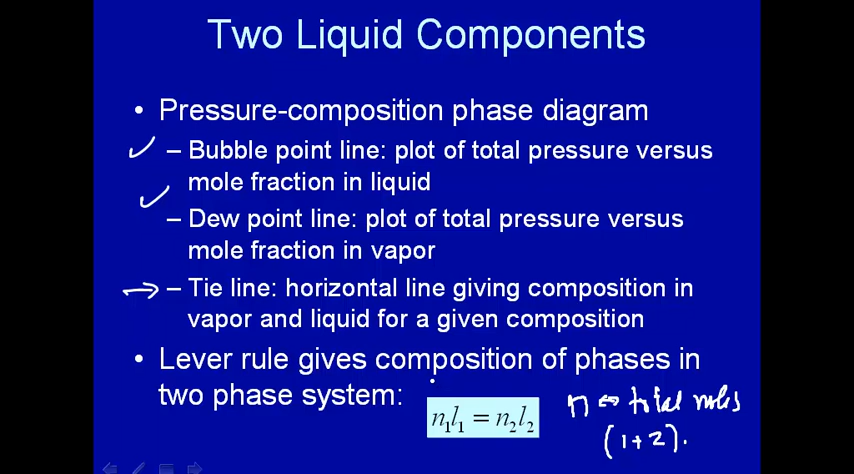 Two Liquid Components
• Pressure-composition phase diagram
– Bubble point line: plot of total pressure versus
mole fraction in liquid
– Dew point line: plot of total pressure versus
mole fraction in vapor
– Tie line: horizontal line giving composition in
vapor and liquid for a given composition
• Lever rule gives composition of phases in
two phase system:
n₁l₁ = n₂l₂
n ↔ total moles
(1+2).